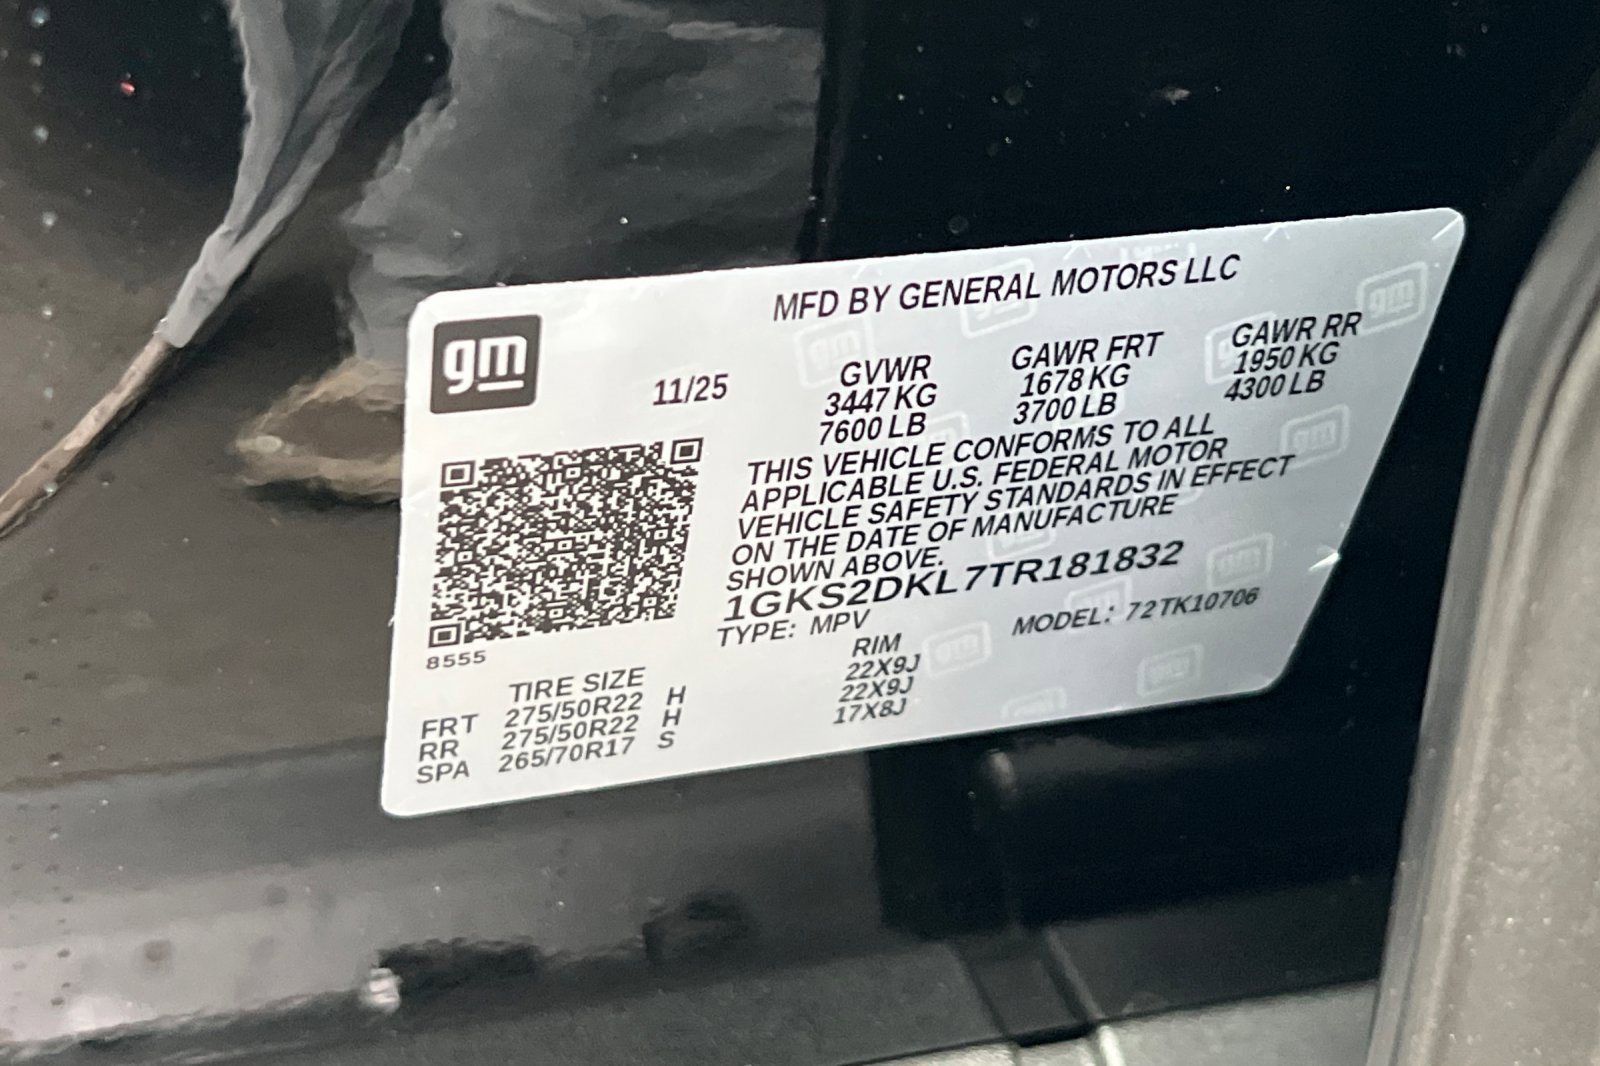 gm
MFD BY GENERAL MOTORS LLC
11/25
GVWR GAWR FRT GAWR RR
3447 KG 1678 KG 1950 KG
7600 LB 3700 LB 4300 LB
THIS VEHICLE CONFORMS TO ALL
APPLICABLE U.S. FEDERAL MOTOR
VEHICLE SAFETY STANDARDS IN EFFECT
ON THE DATE OF MANUFACTURE
SHOWN ABOVE.
1GKS2DKL7TR181832
TYPE: MPV MODEL: 72TK10706
8555
TIRE SIZE RIM
FRT 275/50R22 H 22X9J
RR 275/50R22 H 22X9J
SPA 265/70R17 S 17X8J